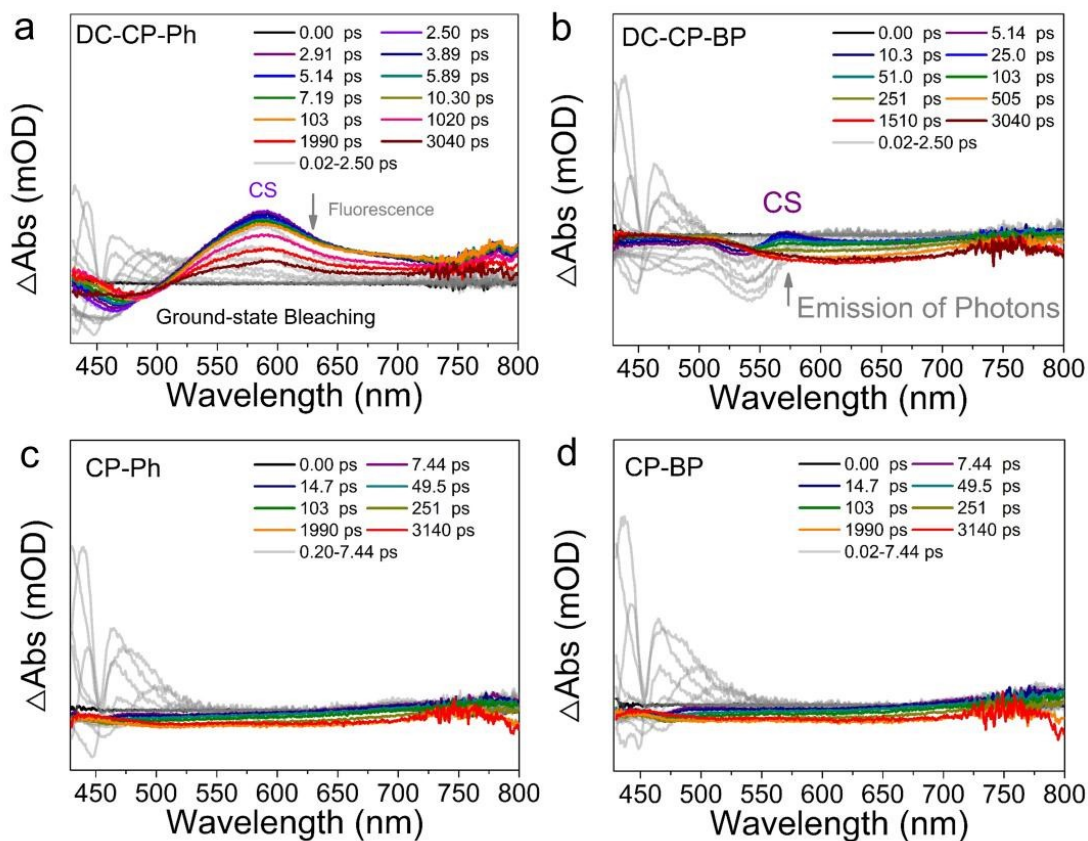 a
DC-CP-Ph
0.00 ps 2.50 ps
2.91 ps 3.89 ps
5.14 ps 5.89 ps
7.19 ps 10.30 ps
103 ps 1020 ps
1990 ps 3040 ps
0.02-2.50 ps
CS
Fluorescence
Ground-state Bleaching
△Abs (mOD)
450 500 550 600 650 700 750 800
Wavelength (nm)
b
DC-CP-BP
0.00 ps 5.14 ps
10.3 ps 25.0 ps
51.0 ps 103 ps
251 ps 505 ps
1510 ps 3040 ps
0.02-2.50 ps
CS
Emission of Photons
△Abs (mOD)
450 500 550 600 650 700 750 800
Wavelength (nm)
c
CP-Ph
0.00 ps 7.44 ps
14.7 ps 49.5 ps
103 ps 251 ps
1990 ps 3140 ps
0.20-7.44 ps
△Abs (mOD)
450 500 550 600 650 700 750 800
Wavelength (nm)
d
CP-BP
0.00 ps 7.44 ps
14.7 ps 49.5 ps
103 ps 251 ps
1990 ps 3140 ps
0.02-7.44 ps
△Abs (mOD)
450 500 550 600 650 700 750 800
Wavelength (nm)